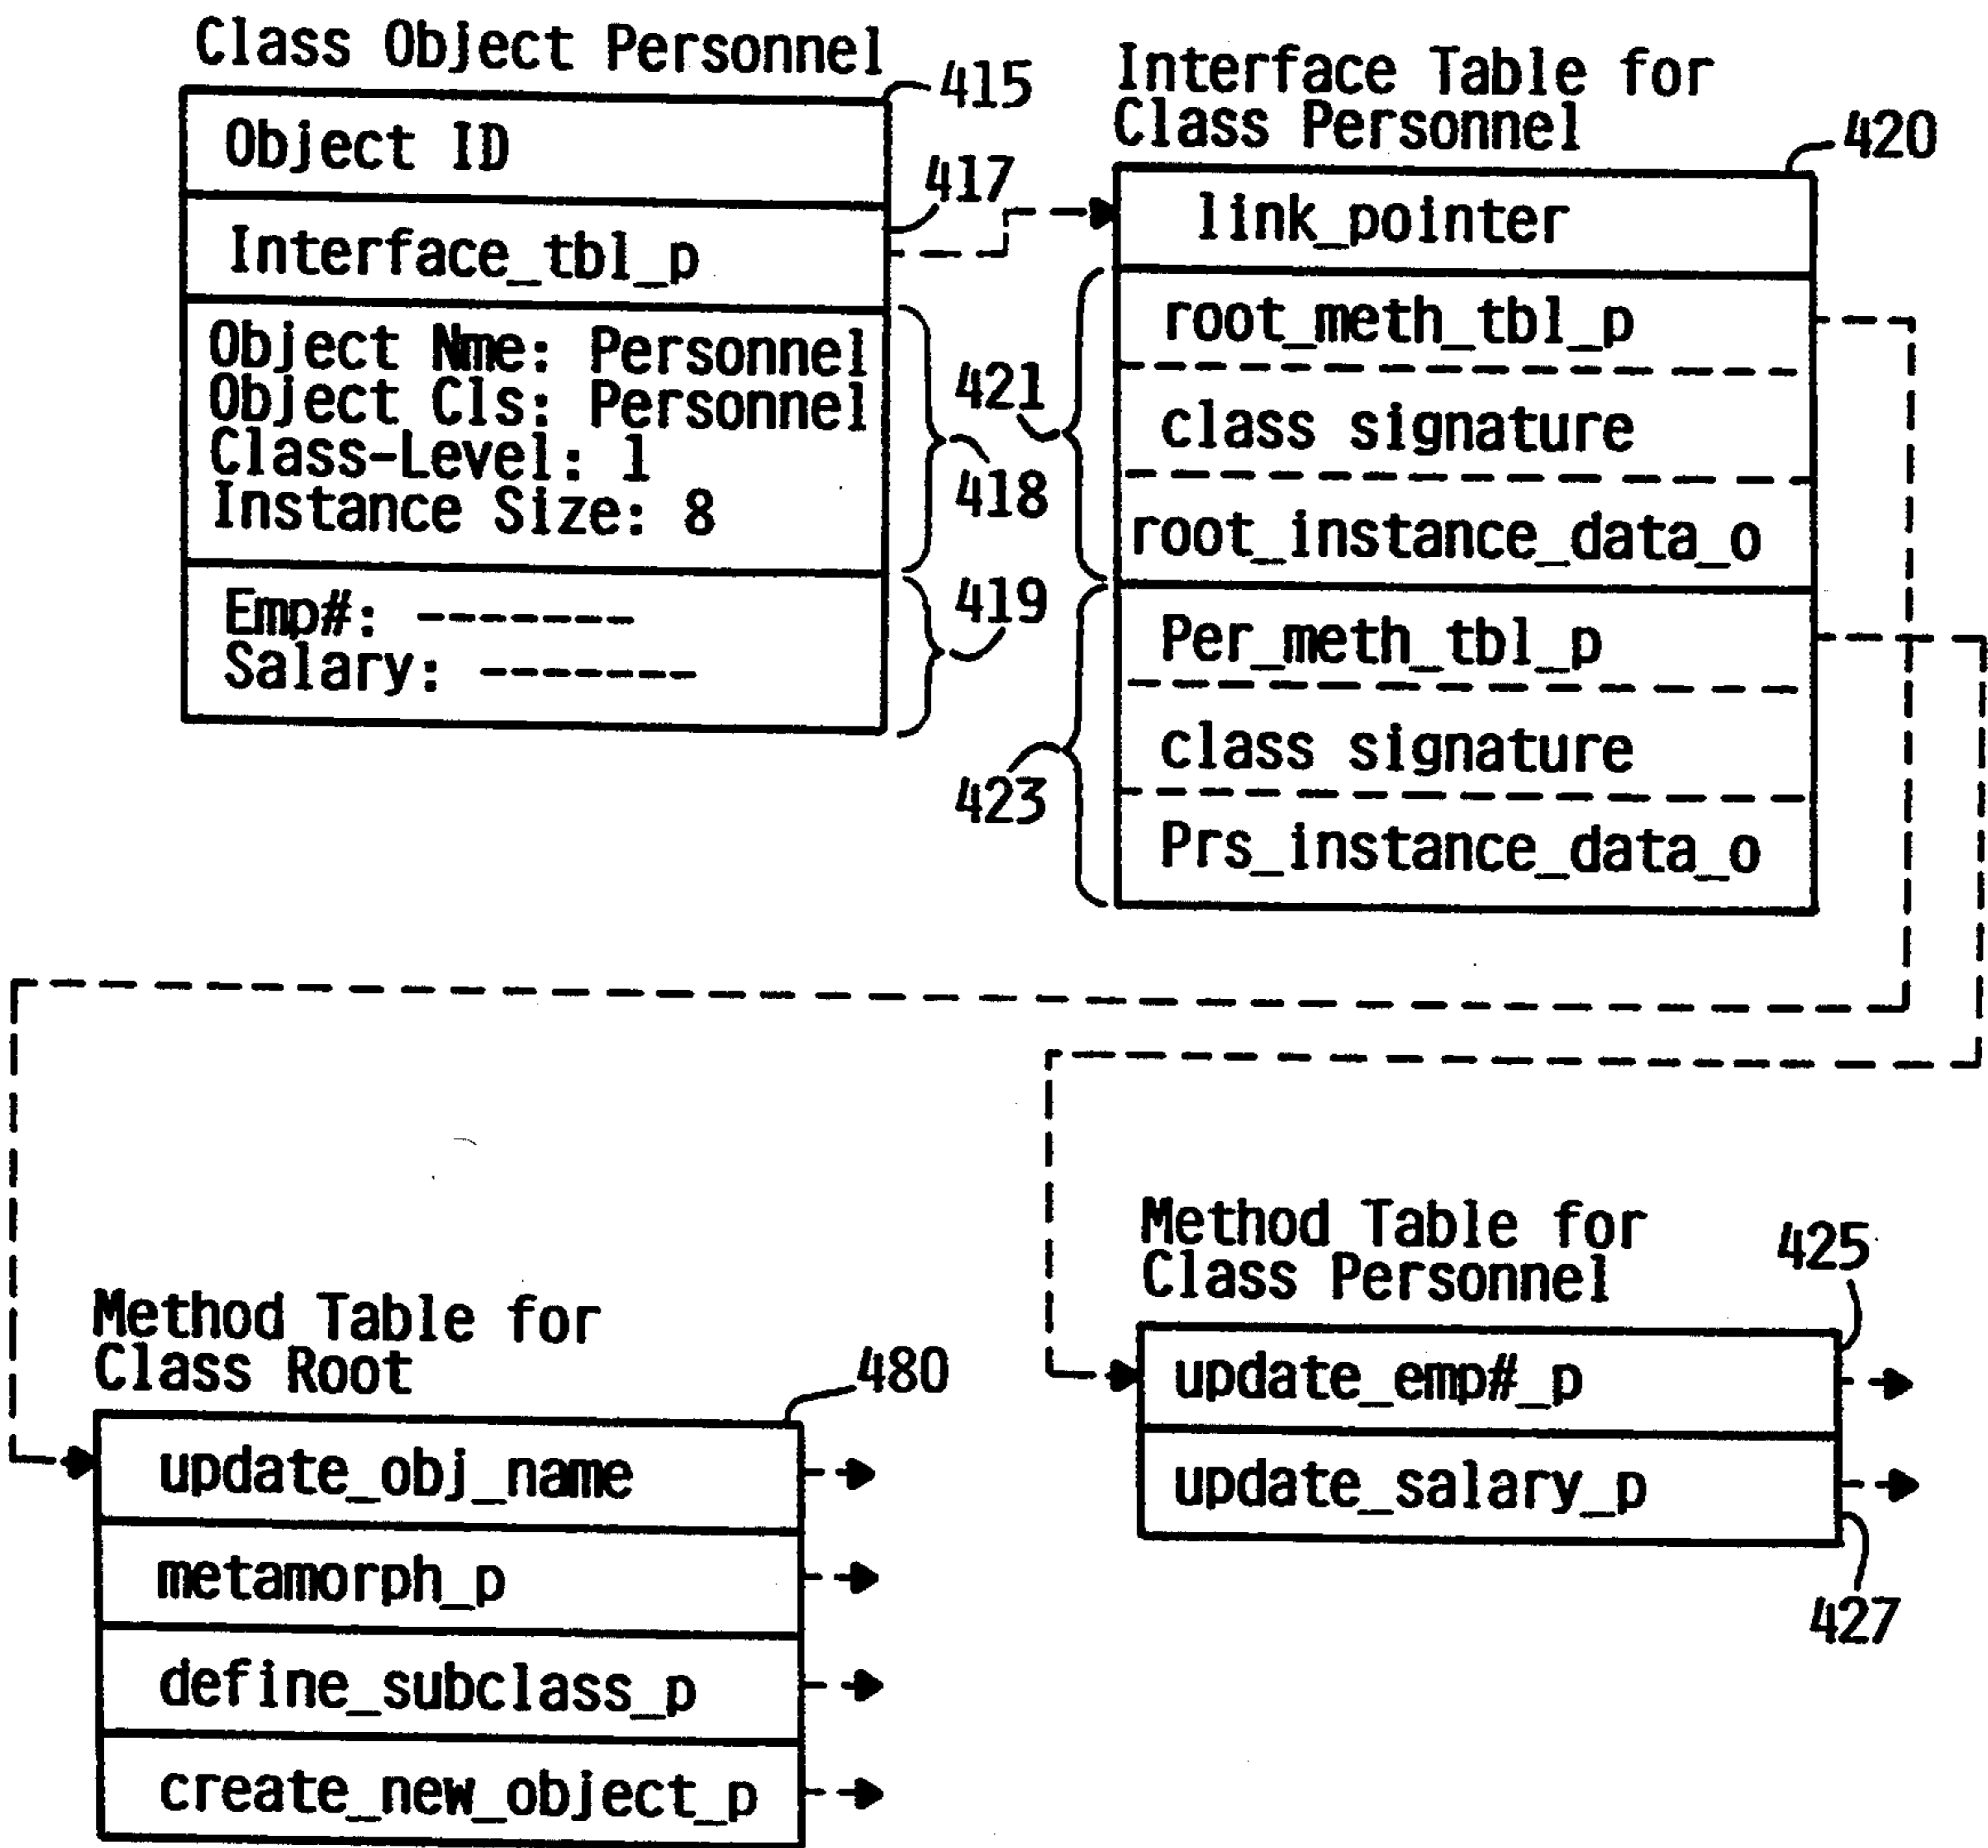 Class Object Personnel
415
Object ID
417
Interface_tbl_p
Object Nme: Personnel
Object Cls: Personnel
Class-Level: 1
Instance Size: 8
418
Emp#: -------
Salary: -------
419
Interface Table for
Class Personnel
420
link_pointer
421
root_meth_tbl_p
class signature
root_instance_data_o
423
Per_meth_tbl_p
class signature
Prs_instance_data_o
Method Table for
Class Root
480
update_obj_name
metamorph_p
define_subclass_p
create_new_object_p
Method Table for
Class Personnel
425
update_emp#_p
update_salary_p
427